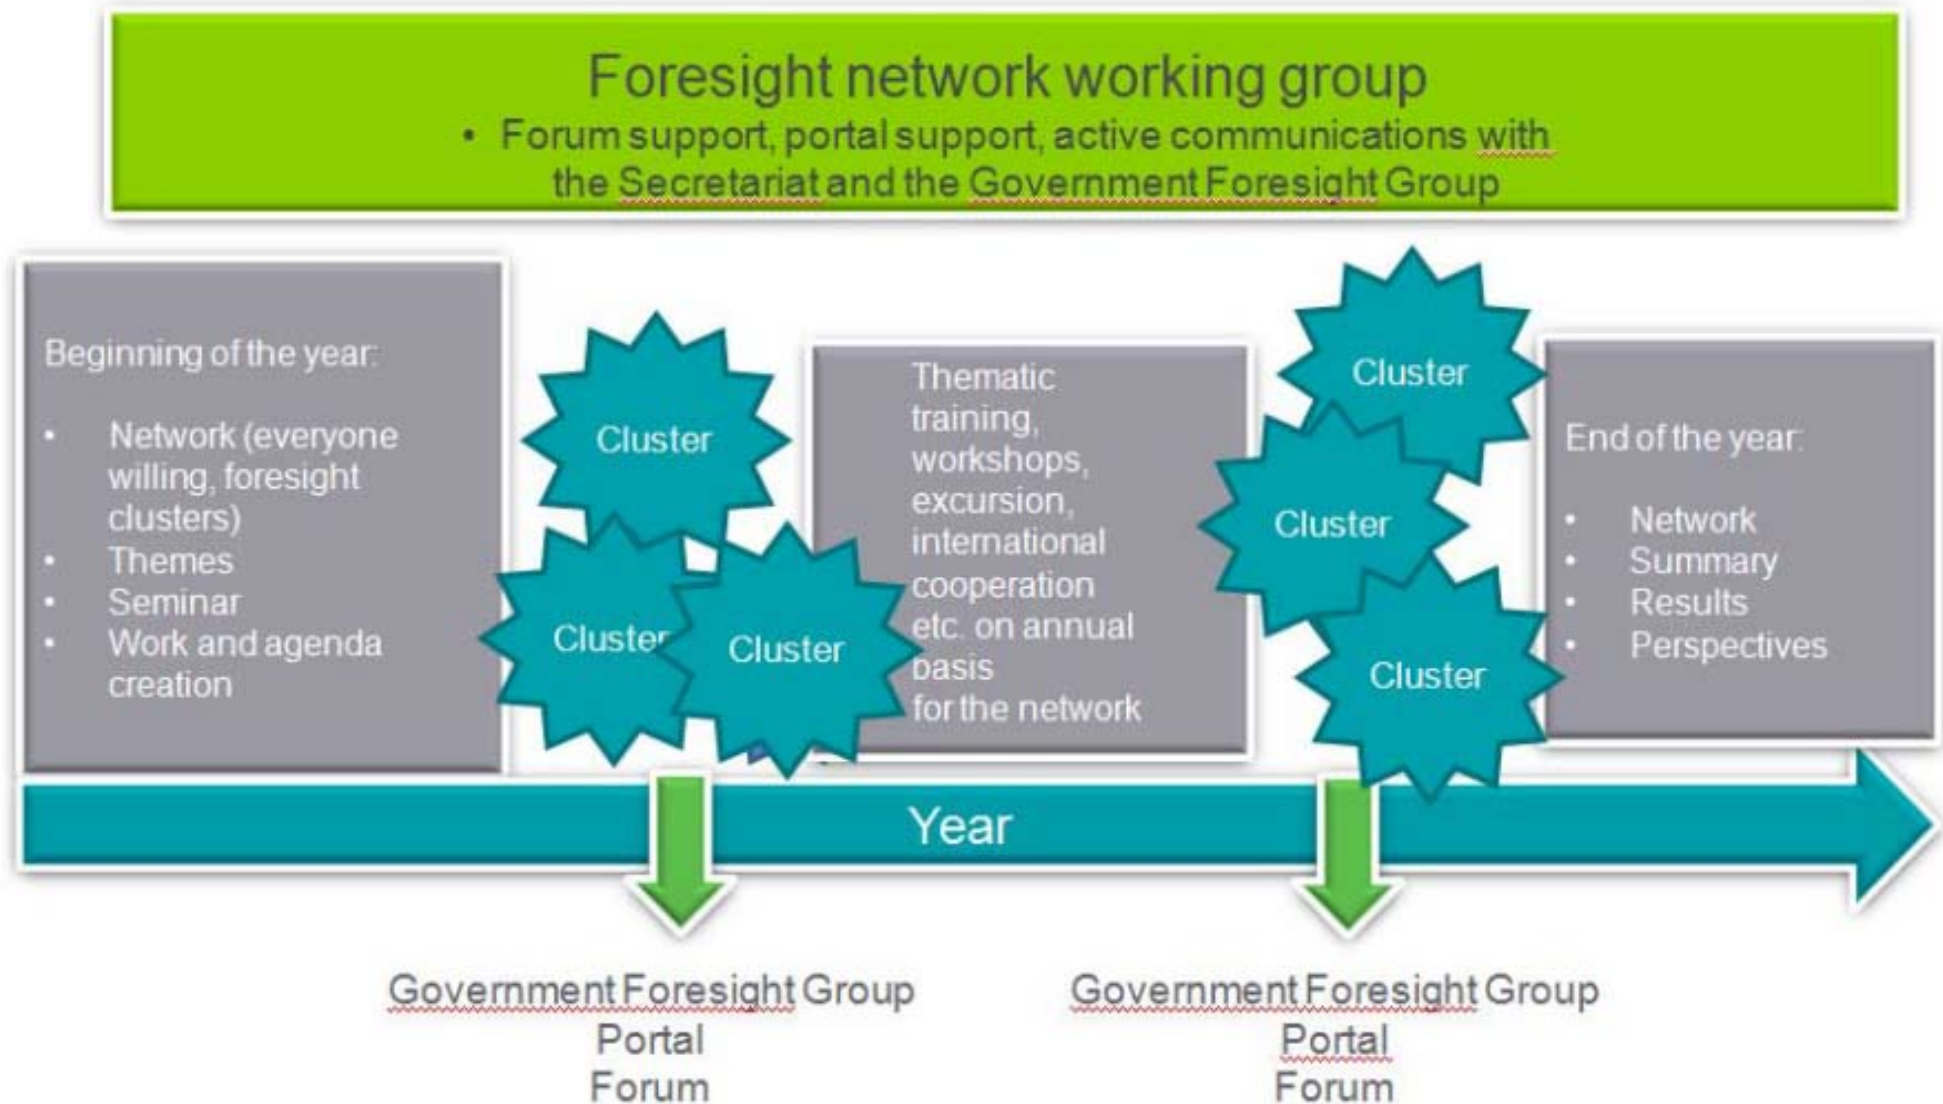 Foresight network working group
• Forum support, portal support, active communications with
the Secretariat and the Government Foresight Group
Beginning of the year:
• Network (everyone
willing, foresight
clusters)
• Themes
• Seminar
• Work and agenda
creation
Cluster
Cluster
Cluster
Thematic
training,
workshops,
excursion,
international
cooperation
etc. on annual
basis
for the network
Cluster
Cluster
Cluster
End of the year:
• Network
• Summary
• Results
• Perspectives
Year
Government Foresight Group
Portal
Forum
Government Foresight Group
Portal
Forum